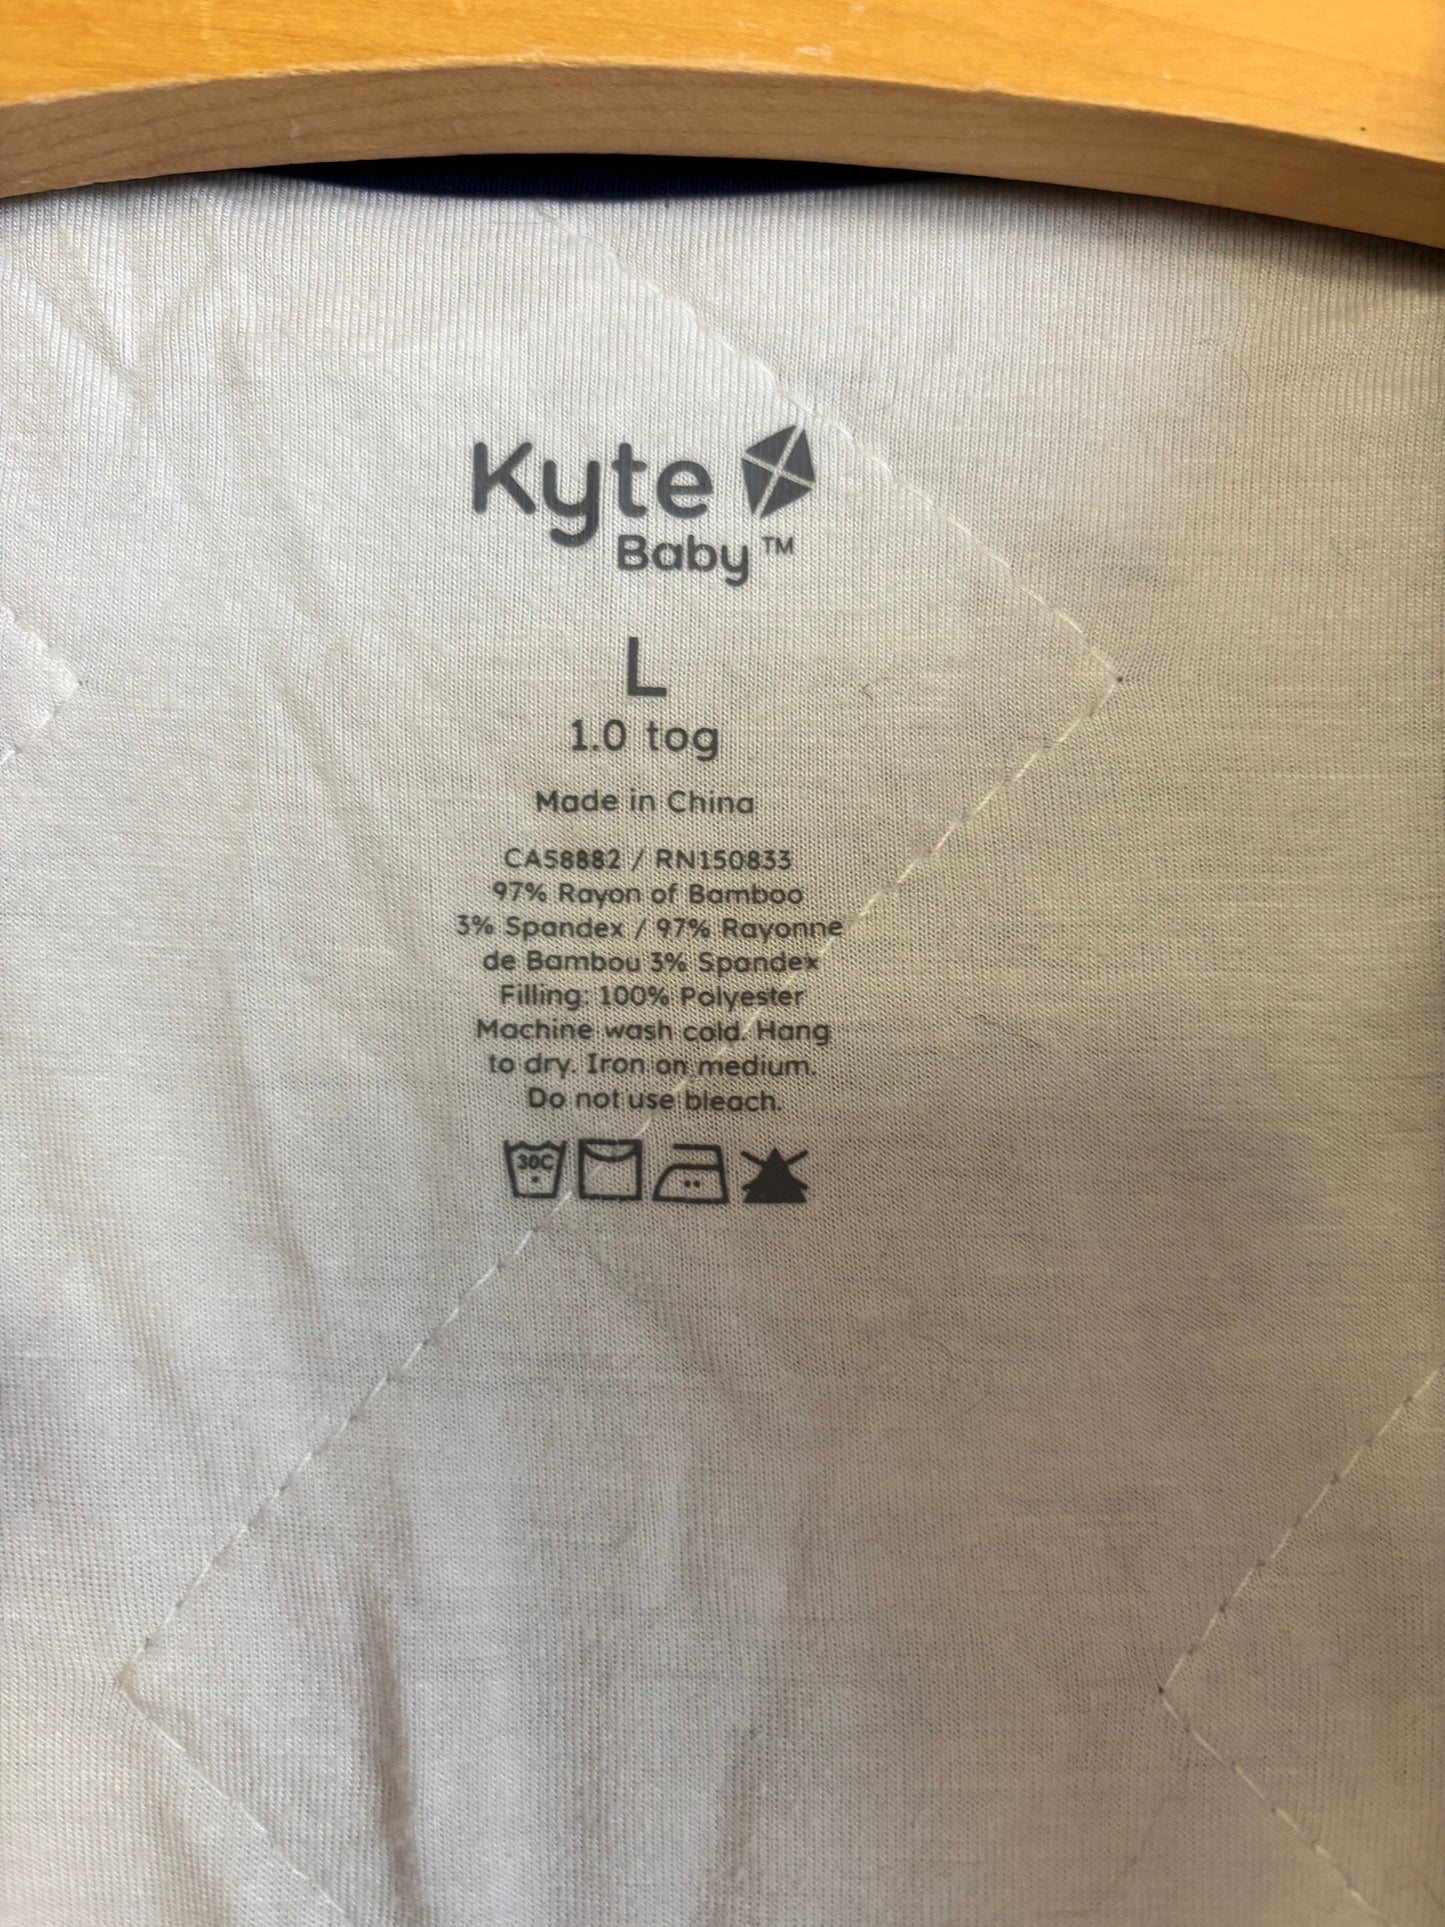 Kyte
Baby™
L
1.0 tog
Made in China
CA58882 / RN150833
97% Rayon of Bamboo
3% Spandex / 97% Rayonne
de Bambou 3% Spandex
Filling: 100% Polyester
Machine wash cold. Hang
to dry. Iron on medium.
Do not use bleach.
30C